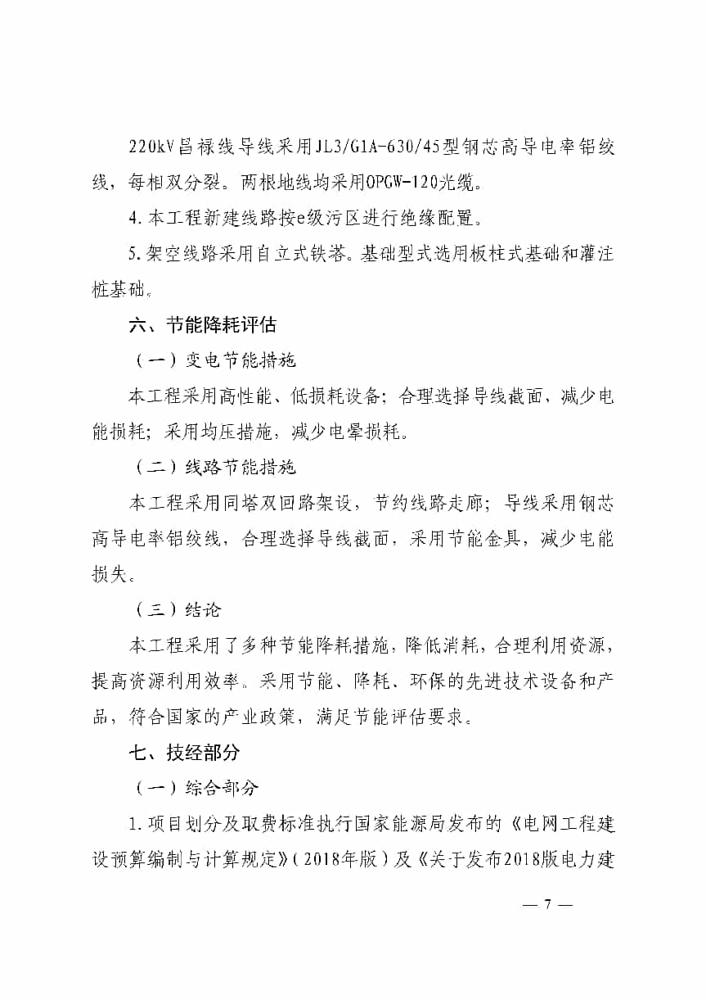 220kV昌禄线导线采用JL3/G1A-630/45型钢芯高导电率铝绞
线，每相双分裂。两根地线均采用OPGW-120光缆。
4.本工程新建线路按e级污区进行绝缘配置。
5.架空线路采用自立式铁塔。基础型式选用板柱式基础和灌注
桩基础。
六、节能降耗评估
（一）变电节能措施
本工程采用高性能、低损耗设备；合理选择导线截面，减少电
能损耗；采用均压措施，减少电晕损耗。
（二）线路节能措施
本工程采用同塔双回路架设，节约线路走廊；导线采用钢芯
高导电率铝绞线，合理选择导线截面，采用节能金具，减少电能
损失。
（三）结论
本工程采用了多种节能降耗措施，降低消耗，合理利用资源，
提高资源利用效率。采用节能、降耗、环保的先进技术设备和产
品，符合国家的产业政策，满足节能评估要求。
七、技经部分
（一）综合部分
1.项目划分及取费标准执行国家能源局发布的《电网工程建
设预算编制与计算规定》（2018年版）及《关于发布2018版电力建
— 7 —